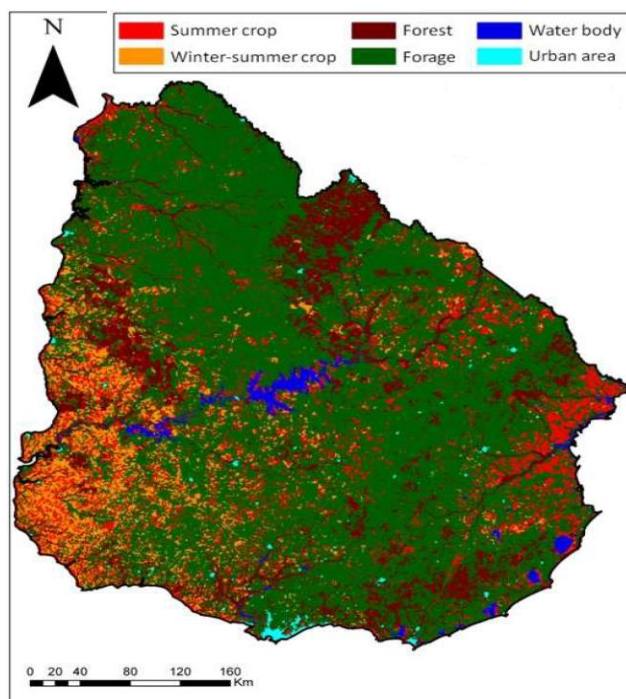 N
Summer crop Forest Water body
Winter-summer crop Forage Urban area
0 20 40 80 120 160
Km